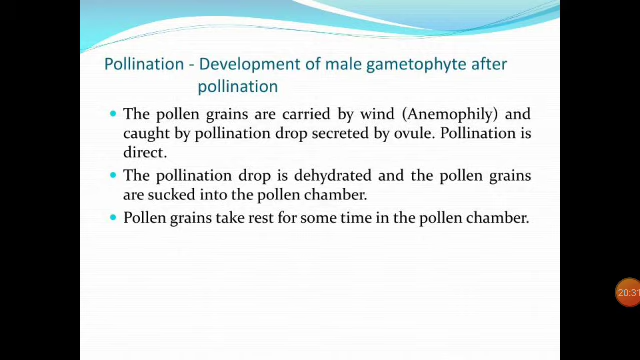 Pollination - Development of male gametophyte after
pollination
• The pollen grains are carried by wind (Anemophily) and
caught by pollination drop secreted by ovule. Pollination is
direct.
• The pollination drop is dehydrated and the pollen grains
are sucked into the pollen chamber.
• Pollen grains take rest for some time in the pollen chamber.
20:31